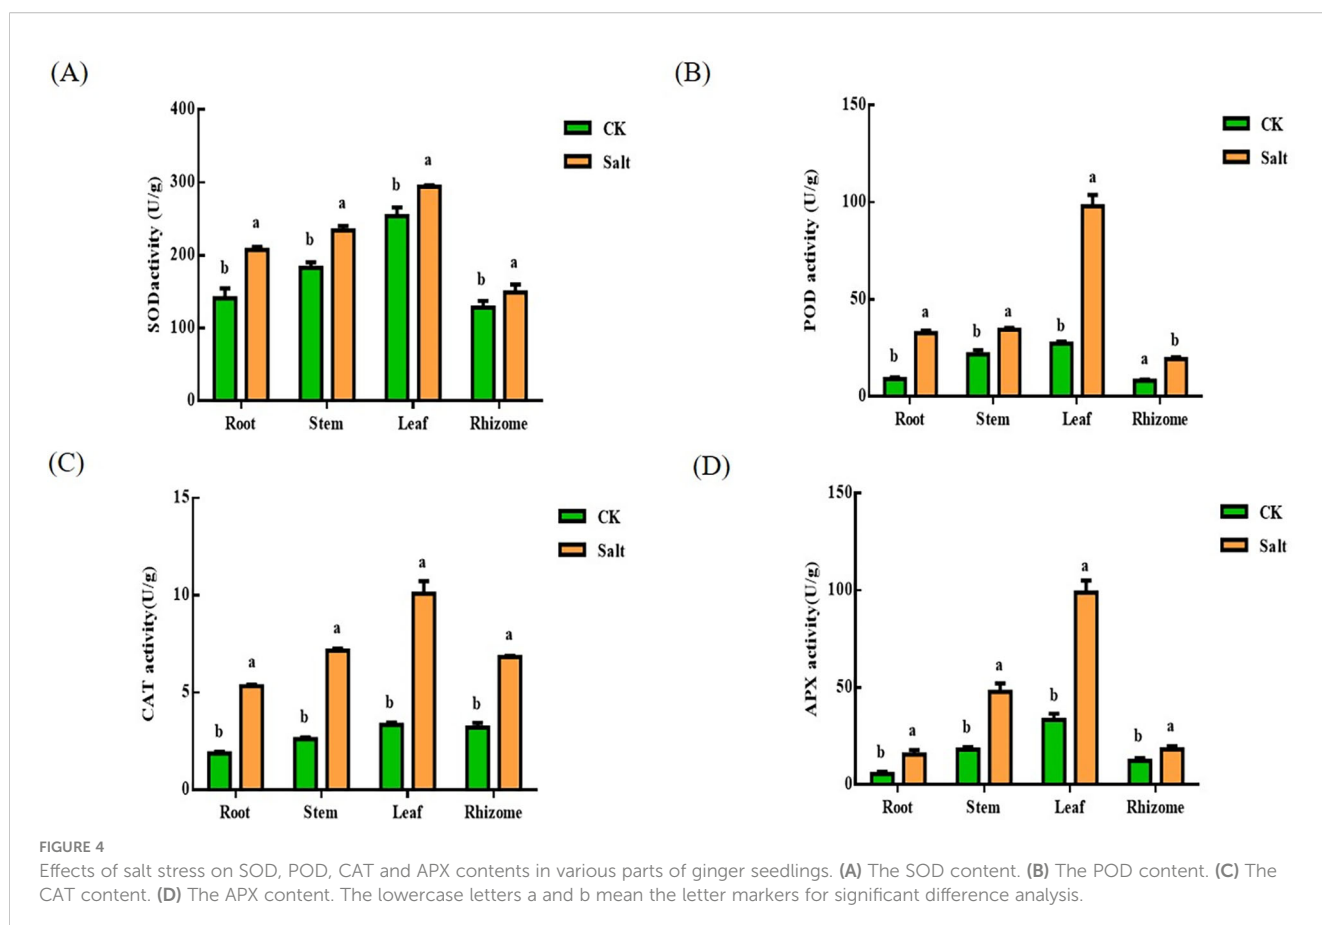 (A)
400
300
200
100
0
SODactivity (U/g)
CK
Salt
b
a
b
a
b
a
b
a
Root
Stem
Leaf
Rhizome
(B)
150
100
50
0
POD activity (U/g)
CK
Salt
b
a
b
a
b
a
a
b
Root
Stem
Leaf
Rhizome
(C)
15
10
5
0
CAT activity(U/g)
CK
Salt
b
a
b
a
b
a
b
a
Root
Stem
Leaf
Rhizome
(D)
150
100
50
0
APX activity(U/g)
CK
Salt
b
a
b
a
b
a
b
a
Root
Stem
Leaf
Rhizome
FIGURE 4
Effects of salt stress on SOD, POD, CAT and APX contents in various parts of ginger seedlings. (A) The SOD content. (B) The POD content. (C) The
CAT content. (D) The APX content. The lowercase letters a and b mean the letter markers for significant difference analysis.